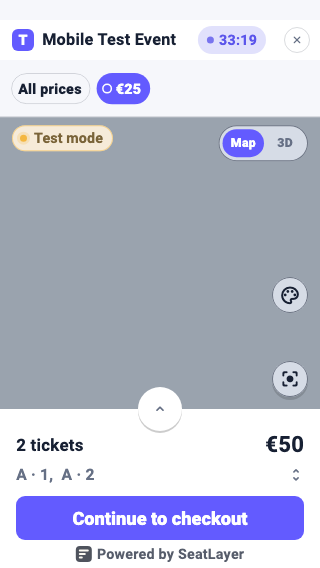 T Mobile Test Event 33:19 ×
All prices €25
Test mode Map 3D
2 tickets €50
A · 1, A · 2
Continue to checkout
Powered by SeatLayer